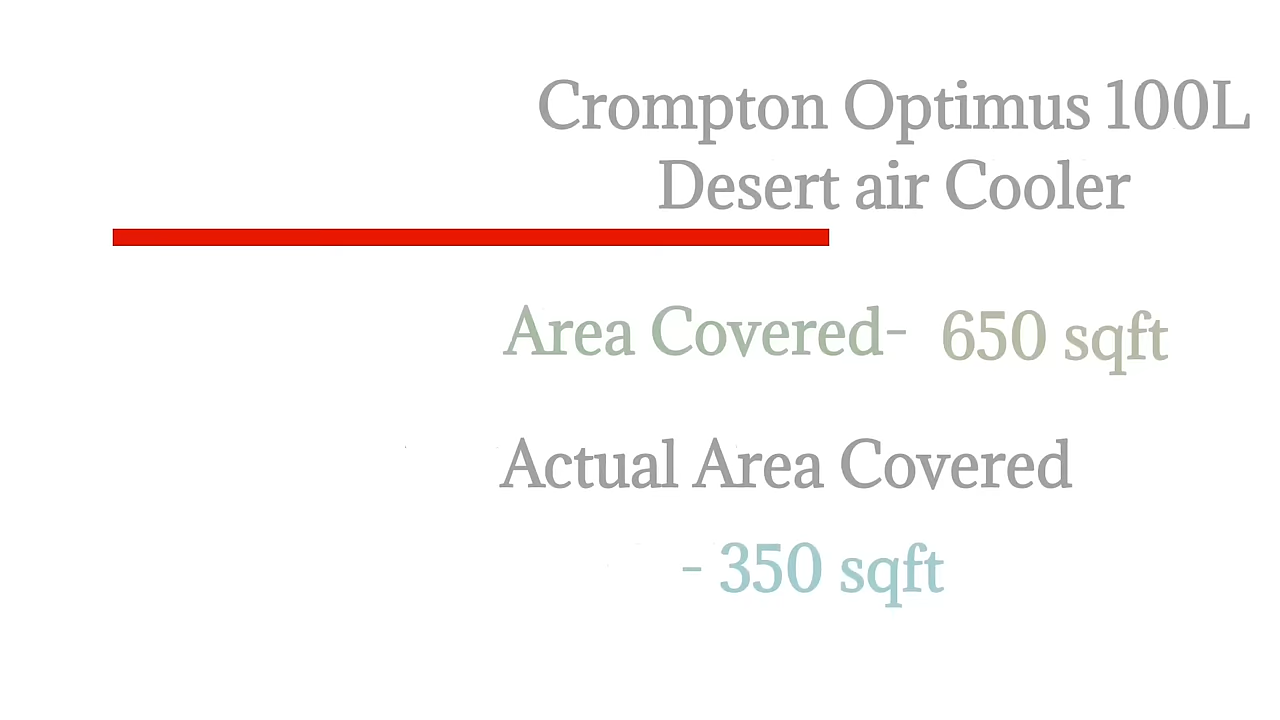 Crompton Optimus 100L
Desert air Cooler
Area Covered- 650 sqft
Actual Area Covered
- 350 sqft